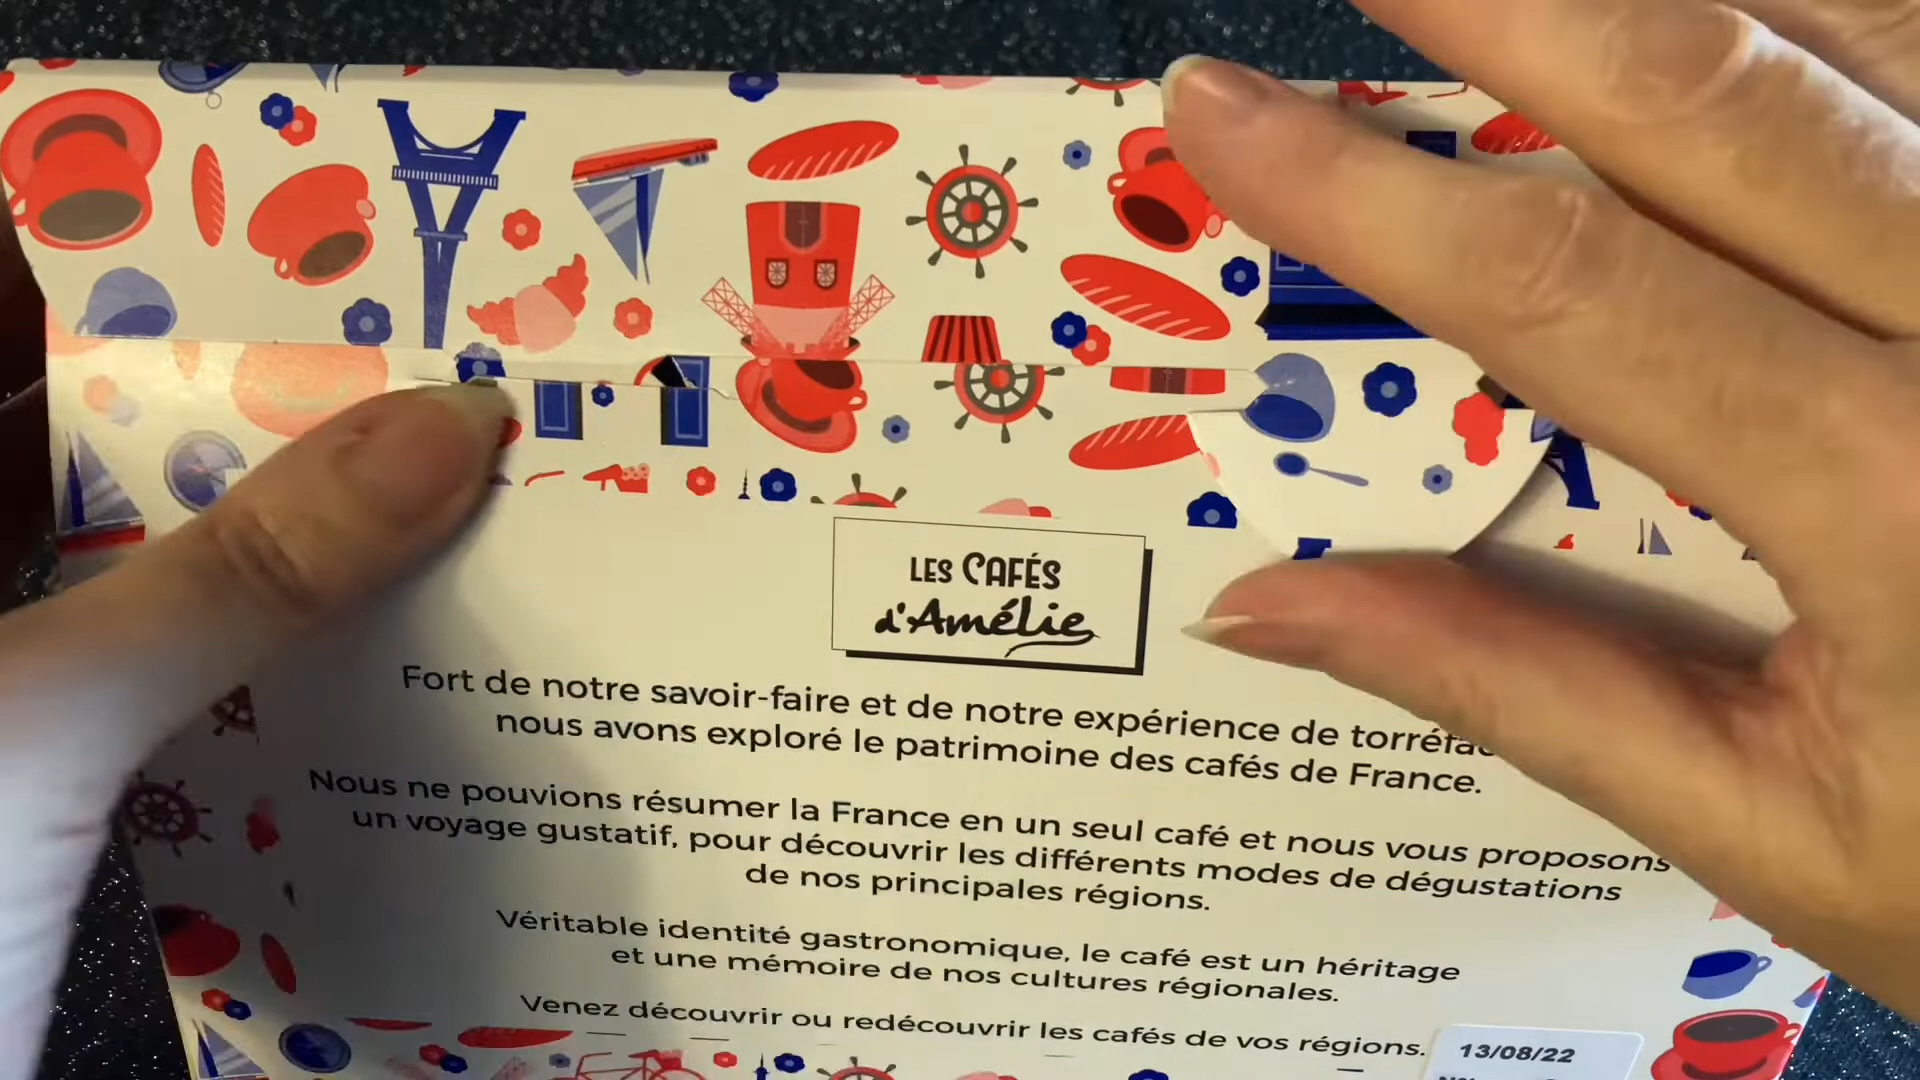 LES CAFÉS
d'Amélie
Fort de notre savoir-faire et de notre expérience de
nous avons exploré le patrimoine des cafés de France.
Nous ne pouvions résumer la France en un seul café et nous vous proposons
un voyage gustatif, pour découvrir les différents modes de dégustations
de nos principales régions.
Véritable identité gastronomique, le café est un héritage
et une mémoire de nos cultures régionales.
Venez découvrir ou redécouvrir les cafés de vos régions.
13/08/22